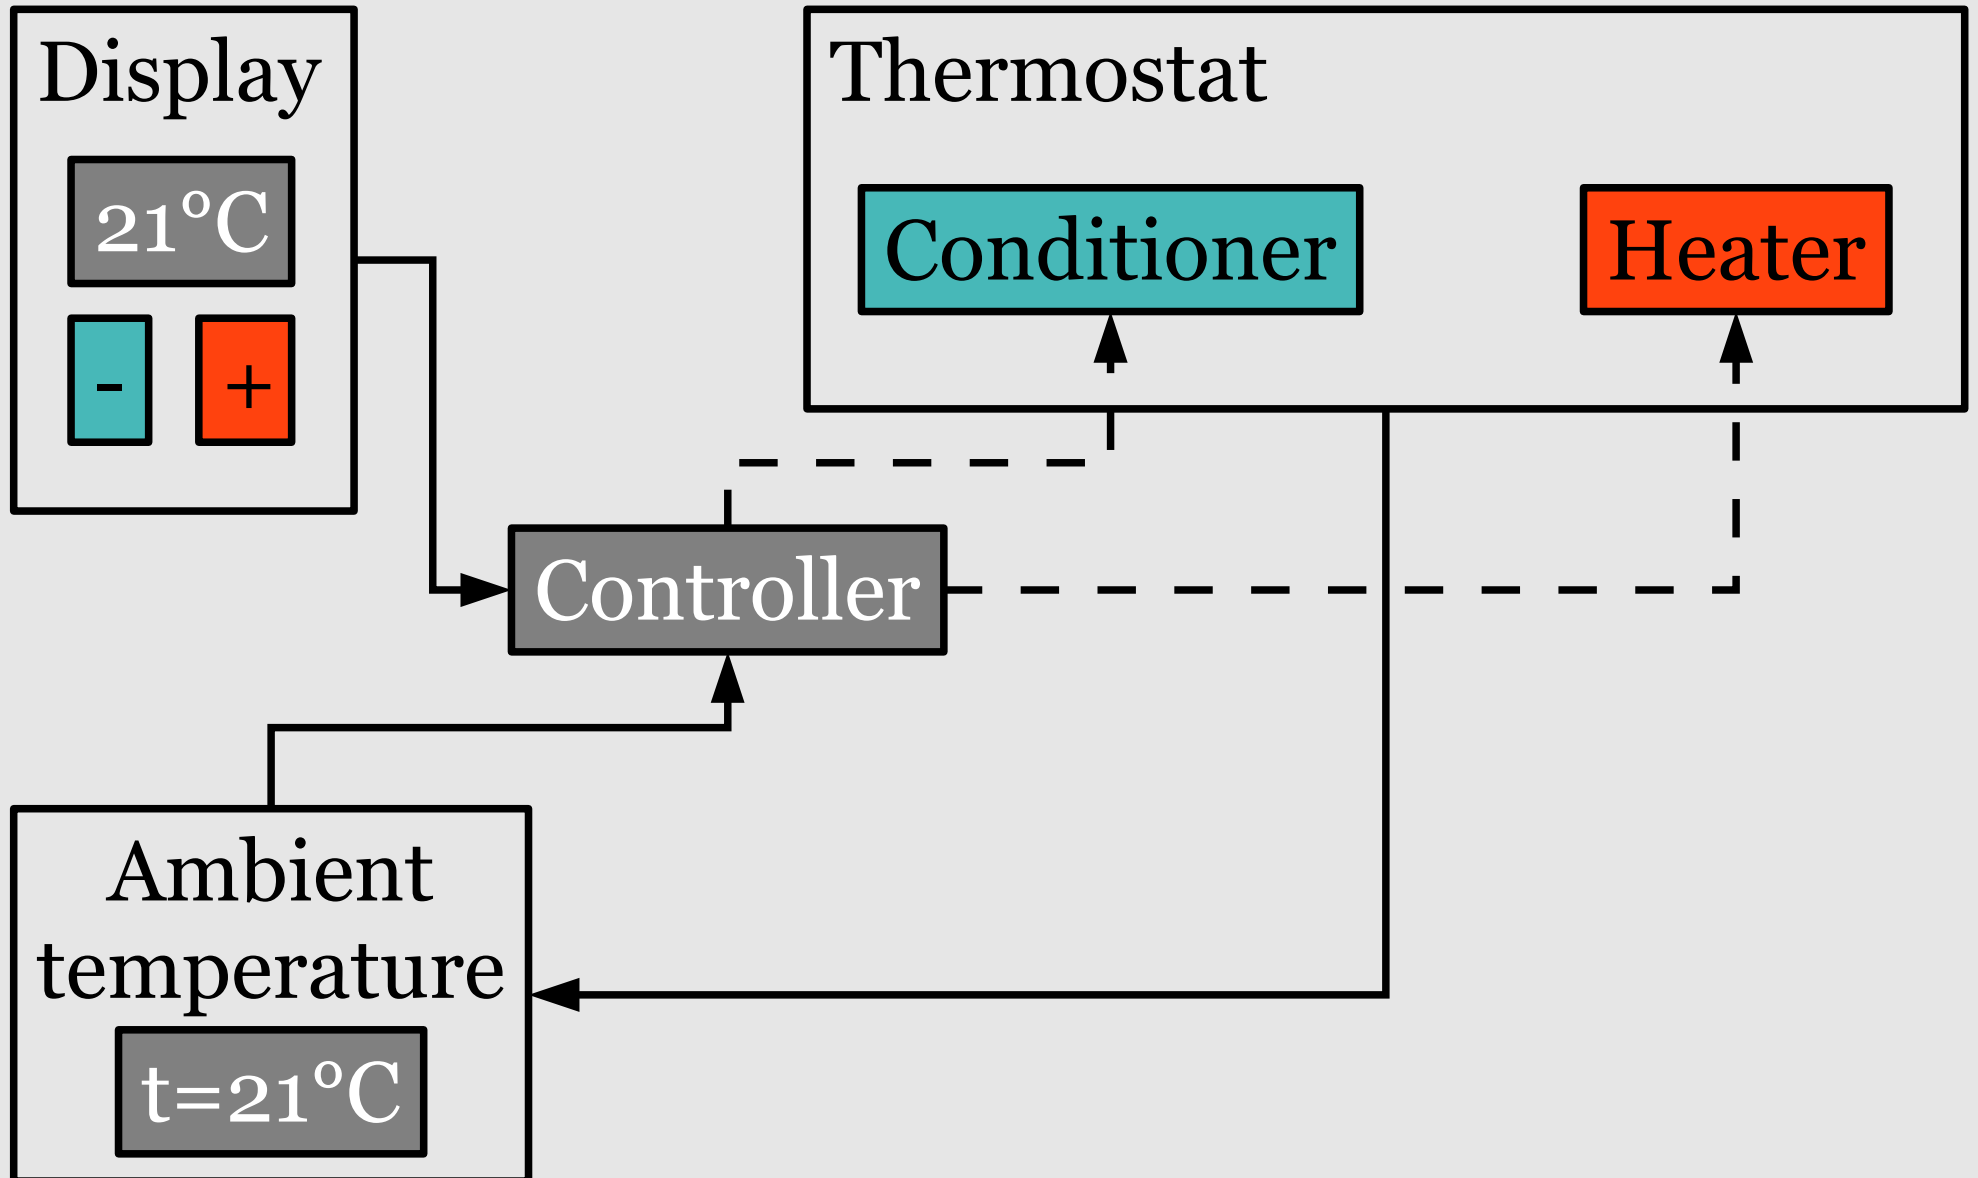 Display
21°C
-
+
Thermostat
Conditioner
Heater
Controller
Ambient
temperature
t=21°C